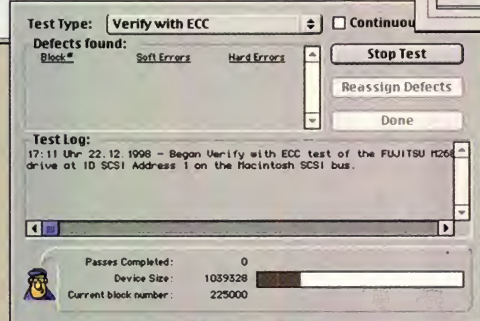 Test Type: Verify with ECC
Defects found:
Block# Soft Errors Hard Errors
Stop Test
Reassign Defects
Done
Test Log:
17:11 Uhr 22.12.1998 - Began Verify with ECC test of the FUJITSU
drive at ID SCSI Address 1 on the Macintosh SCSI bus.
Passes Completed: 0
Device Size: 1039328
Current block number: 225000